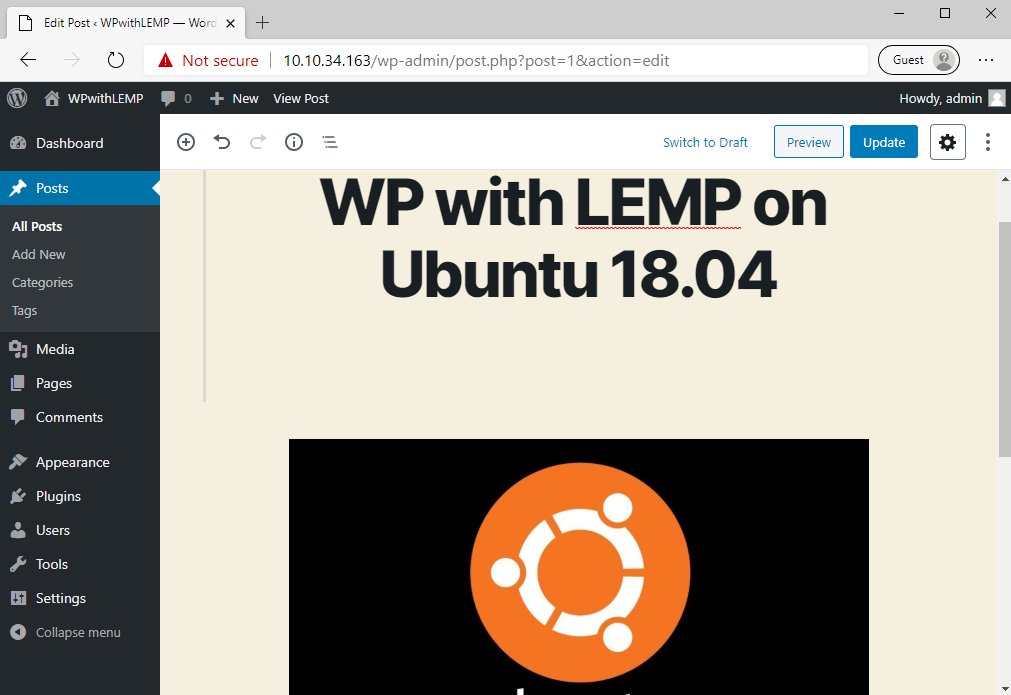 Edit Post ‹ WPwithLEMP — Word
Not secure
10.10.34.163/wp-admin/post.php?post=1&action=edit
Guest
WPwithLEMP
0
New
View Post
Howdy, admin
Dashboard
Posts
All Posts
Add New
Categories
Tags
Media
Pages
Comments
Appearance
Plugins
Users
Tools
Settings
Collapse menu
Switch to Draft
Preview
Update
WP with LEMP on
Ubuntu 18.04